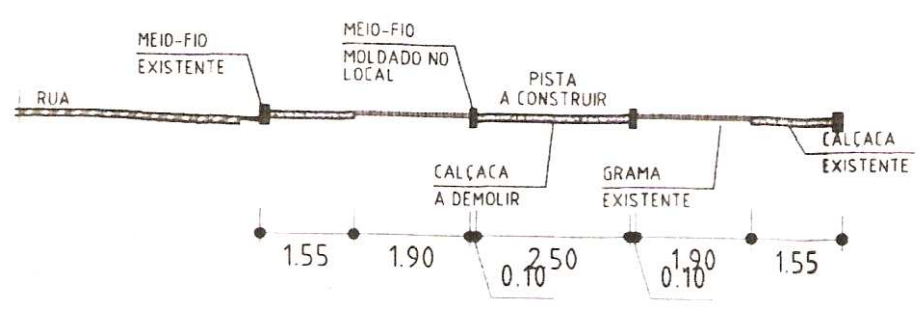 MEIO-FIO
EXISTENTE
MEIO-FIO
MOLDADO NO
LOCAL
RUA
PISTA
A CONSTRUIR
CALÇACA
A DEMOLIR
GRAMA
EXISTENTE
CALÇACA
EXISTENTE
1.55
1.90
2.50
1.90
1.55
0.10
0.10